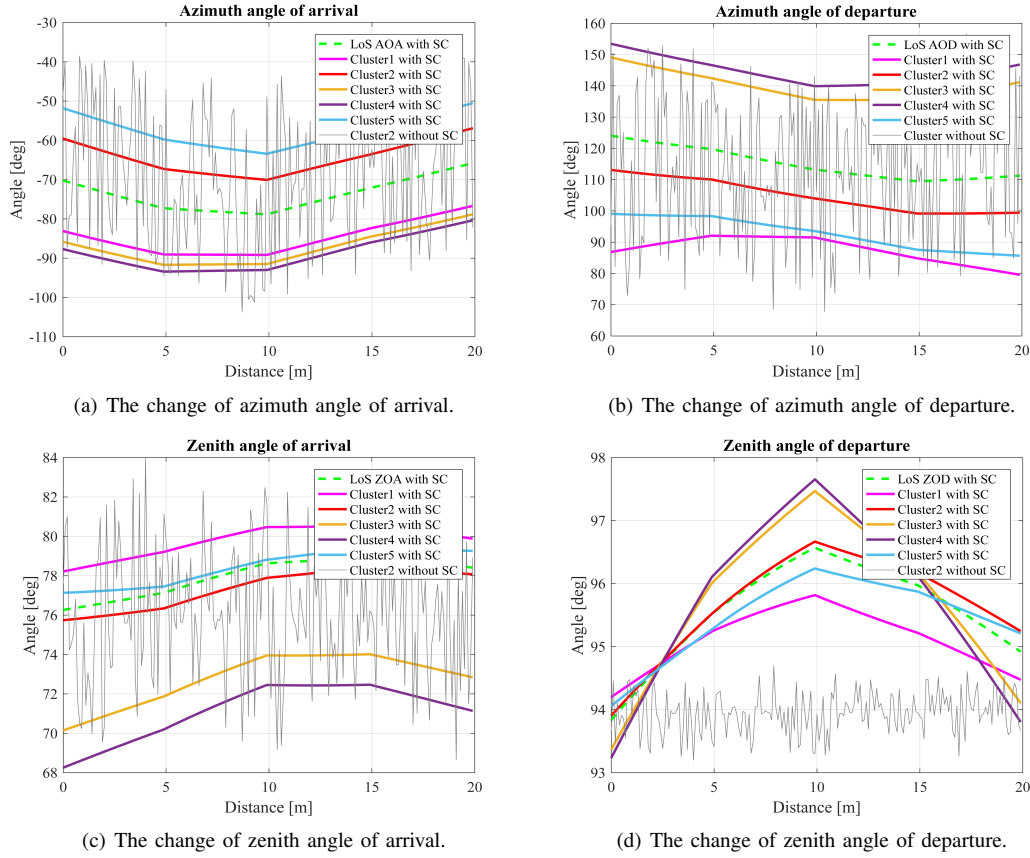 Azimuth angle of arrival
-30
-40
-50
-60
-70
-80
-90
-100
-110
Angle [deg]
LoS AOA with SC
Cluster1 with SC
Cluster2 with SC
Cluster3 with SC
Cluster4 with SC
Cluster5 with SC
Cluster2 without SC
0 5 10 15 20
Distance [m]
(a) The change of azimuth angle of arrival.
Azimuth angle of departure
160
150
140
130
120
110
100
90
80
70
60
Angle [deg]
LoS AOD with SC
Cluster1 with SC
Cluster2 with SC
Cluster3 with SC
Cluster4 with SC
Cluster5 with SC
Cluster without SC
0 5 10 15 20
Distance [m]
(b) The change of azimuth angle of departure.
Zenith angle of arrival
84
82
80
78
76
74
72
70
68
Angle [deg]
LoS ZOA with SC
Cluster1 with SC
Cluster2 with SC
Cluster3 with SC
Cluster4 with SC
Cluster5 with SC
Cluster2 without SC
0 5 10 15 20
Distance [m]
(c) The change of zenith angle of arrival.
Zenith angle of departure
98
97
96
95
94
93
Angle [deg]
LoS ZOD with SC
Cluster1 with SC
Cluster2 with SC
Cluster3 with SC
Cluster4 with SC
Cluster5 with SC
Cluster2 without SC
0 5 10 15 20
Distance [m]
(d) The change of zenith angle of departure.